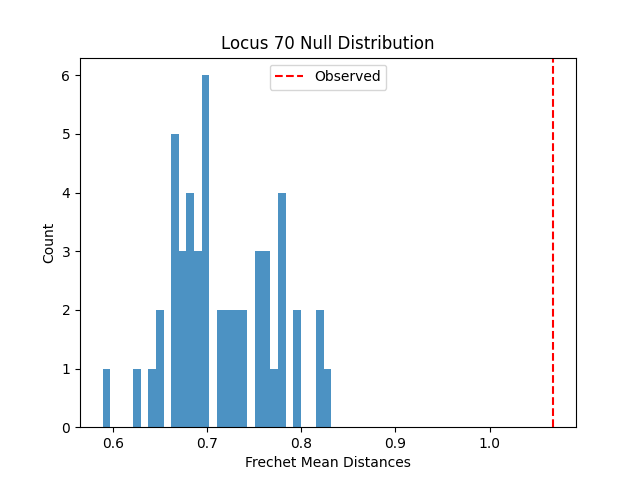 Locus 70 Null Distribution
Observed
Count
6
5
4
3
2
1
0
0.6 0.7 0.8 0.9 1.0
Frechet Mean Distances